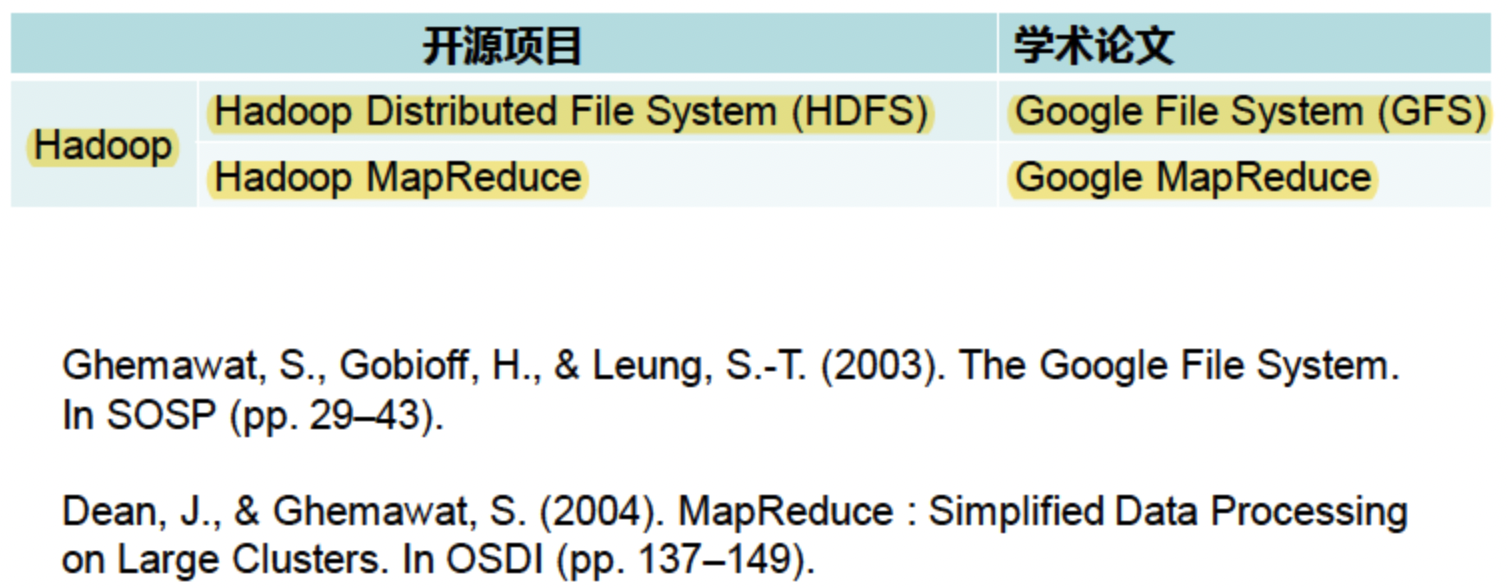 开源项目 学术论文
Hadoop Hadoop Distributed File System (HDFS) Google File System (GFS)
Hadoop MapReduce Google MapReduce
Ghemawat, S., Gobioff, H., & Leung, S.-T. (2003). The Google File System.
In SOSP (pp. 29–43).
Dean, J., & Ghemawat, S. (2004). MapReduce : Simplified Data Processing
on Large Clusters. In OSDI (pp. 137–149).